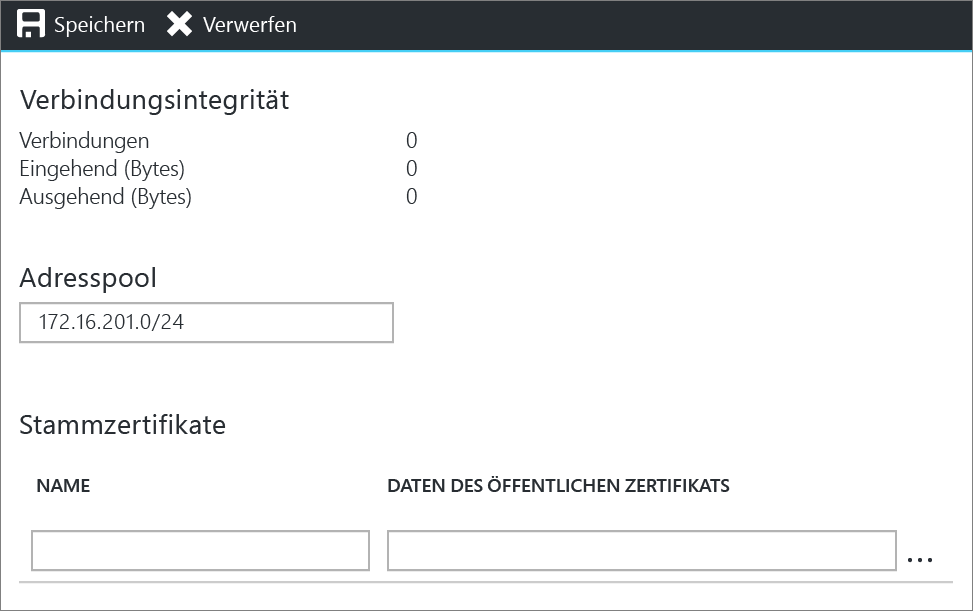 Speichern Verwerfen
Verbindungsintegrität
Verbindungen 0
Eingehend (Bytes) 0
Ausgehend (Bytes) 0
Adresspool
172.16.201.0/24
Stammzertifikate
NAME DATEN DES ÖFFENTLICHEN ZERTIFIKATS
...